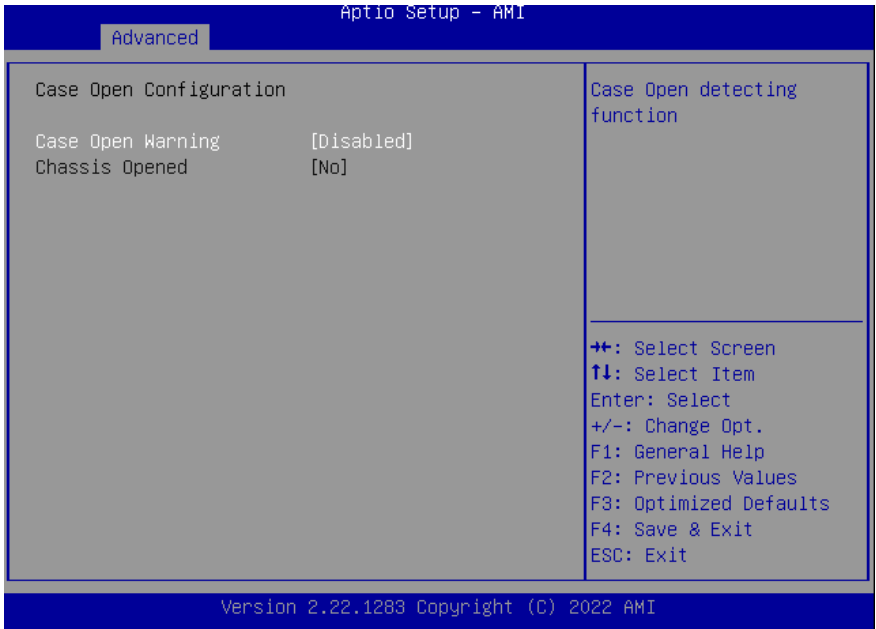 Aptio Setup – AMI
Advanced
Case Open Configuration
Case Open Warning [Disabled]
Chassis Opened [No]
Case Open detecting
function
→←: Select Screen
↑↓: Select Item
Enter: Select
+/-: Change Opt.
F1: General Help
F2: Previous Values
F3: Optimized Defaults
F4: Save & Exit
ESC: Exit
Version 2.22.1283 Copyright (C) 2022 AMI